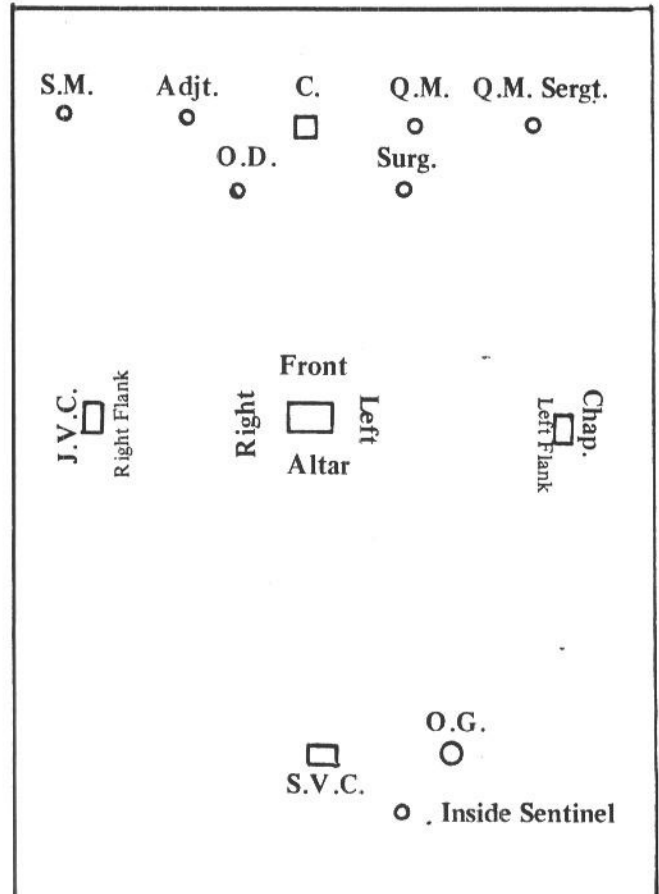 S.M. Adjt. C. Q.M. Q.M. Sergt.
O.D. Surg.
Front
J.V.C. Right Flank Right Left Left Flank Chap.
Altar
O.G.
S.V.C.
Inside Sentinel